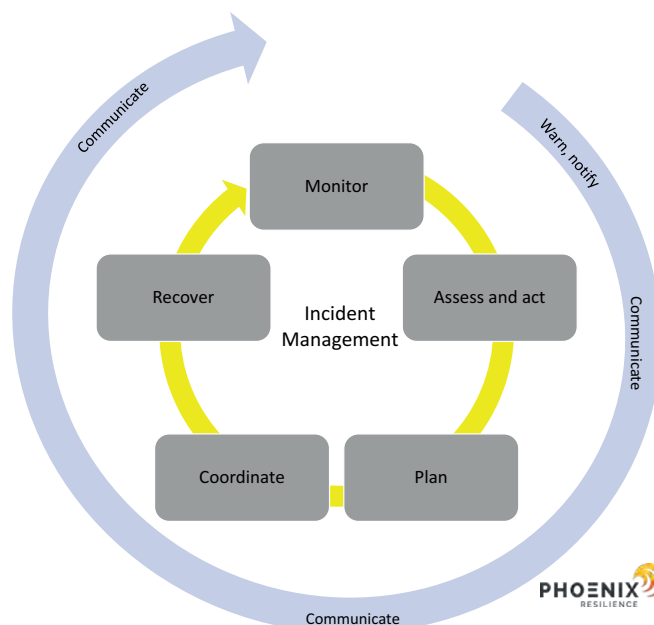 Communicate
Warn, notify
Monitor
Recover
Assess and act
Incident
Management
Communicate
Coordinate
Plan
PHOENIX
RESILIENCE
Communicate